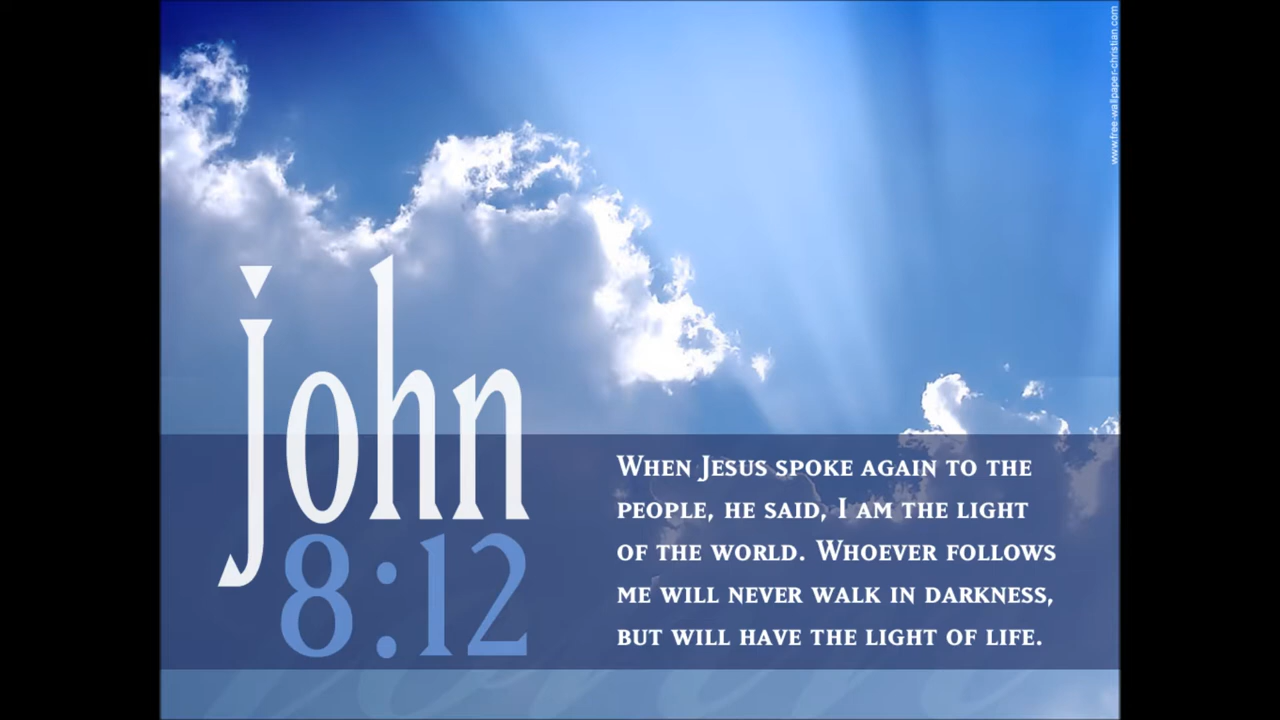 www.free-wallpaper-christian.com
john
8:12
When Jesus spoke again to the
people, he said, I am the light
of the world. Whoever follows
me will never walk in darkness,
but will have the light of life.